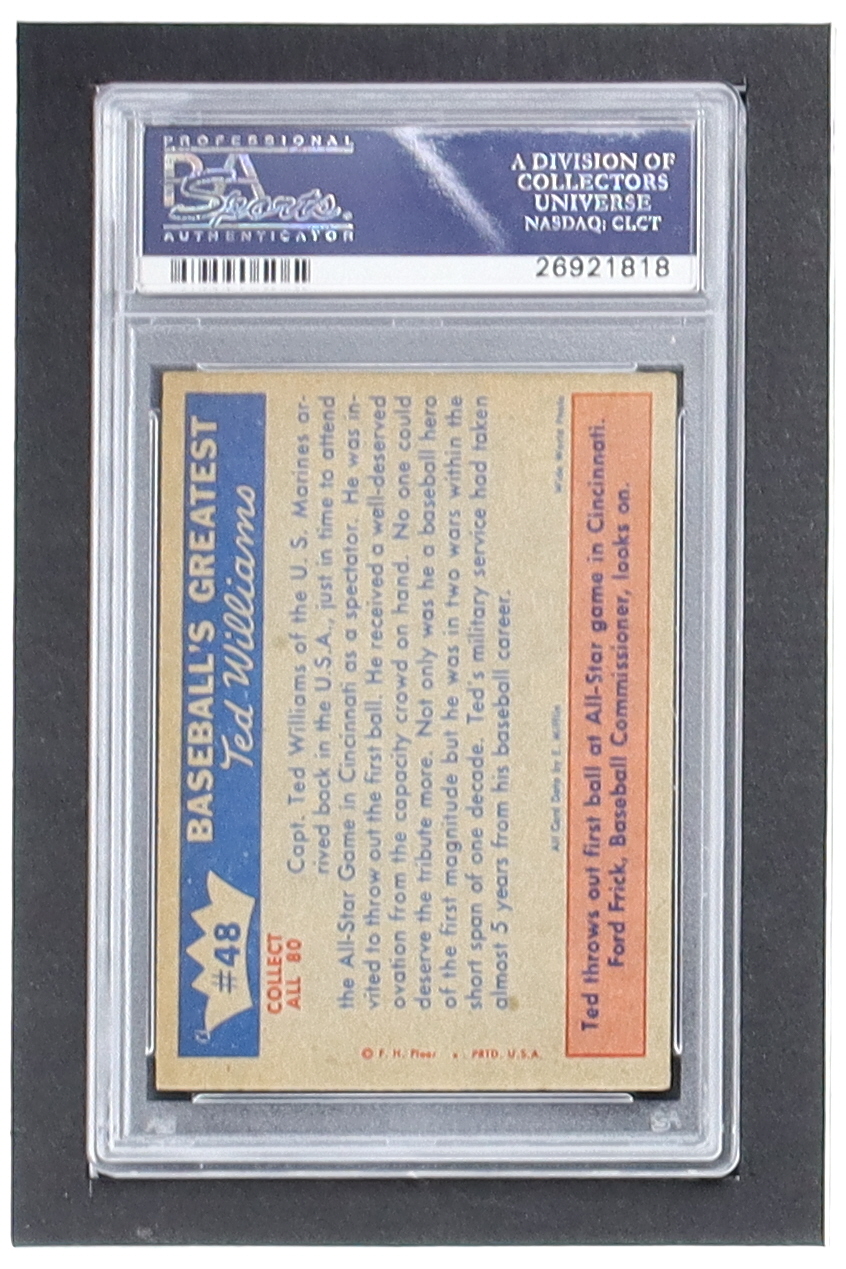 PROFESSIONAL
PSA
Sports
AUTHENTICATOR
A DIVISION OF
COLLECTORS
UNIVERSE
NASDAQ: CLCT
26921818
#48
BASEBALL'S GREATEST
Ted Williams
COLLECT
ALL 80
Capt. Ted Williams of the U. S. Marines ar-
rived back in the U.S.A., just in time to attend
the All-Star Game in Cincinnati as a spectator. He was in-
vited to throw out the first ball. He received a well-deserved
ovation from the capacity crowd on hand. No one could
deserve the tribute more. Not only was he a baseball hero
of the first magnitude but he was in two wars within the
short span of one decade. Ted's military service had taken
almost 5 years from his baseball career.
© F. H. Fleer PRTD. U.S.A.
All Card Data by E. Mifflin
Wide World Photo
Ted throws out first ball at All-Star game in Cincinnati.
Ford Frick, Baseball Commissioner, looks on.